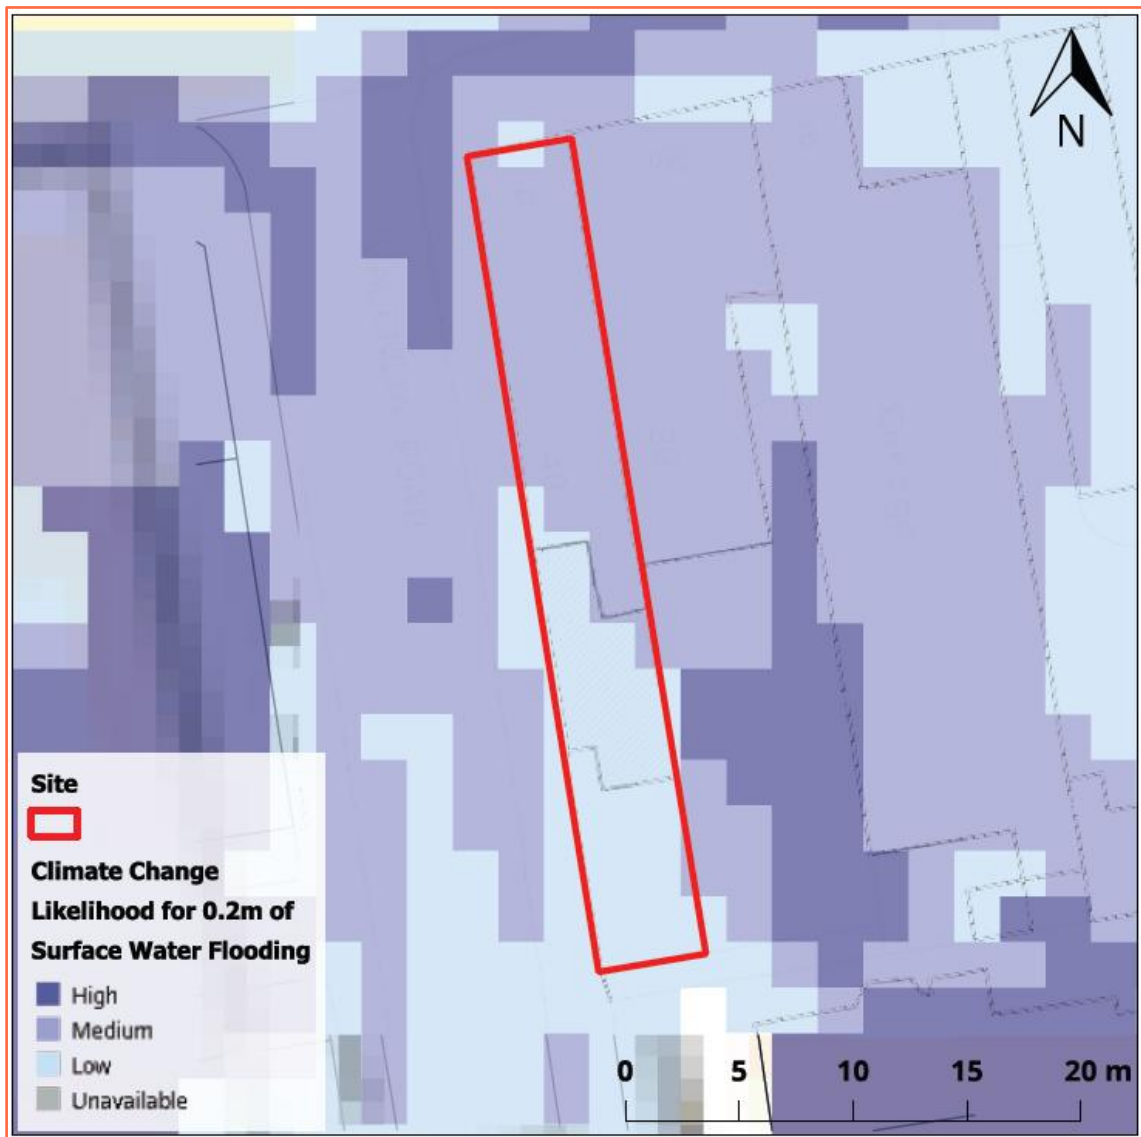 N
Site
Climate Change
Likelihood for 0.2m of
Surface Water Flooding
High
Medium
Low
Unavailable
0 5 10 15 20 m